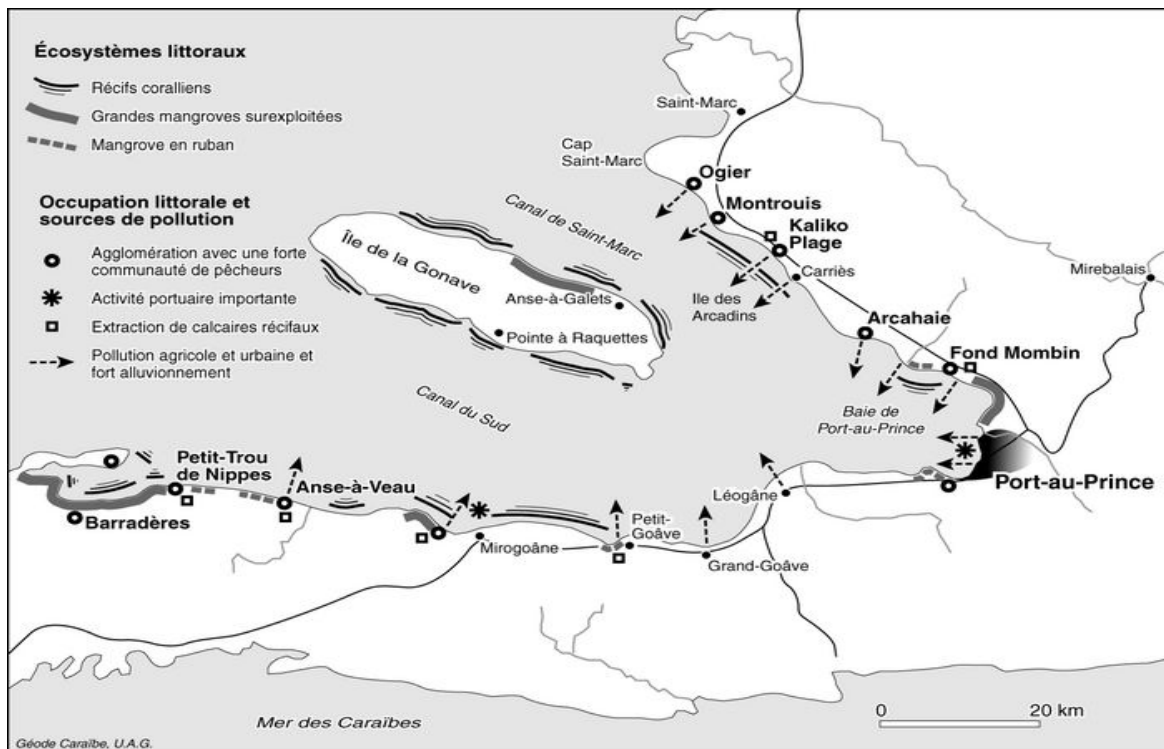 Écosystèmes littoraux
Récifs coralliens
Grandes mangroves surexploitées
Mangrove en ruban
Occupation littorale et
sources de pollution
Agglomération avec une forte
communauté de pêcheurs
Activité portuaire importante
Extraction de calcaires récifaux
Pollution agricole et urbaine et
fort alluvionnement
Saint-Marc
Cap
Saint-Marc
Ogier
Montrouis
Kaliko
Plage
Carriès
Mirebalais
Canal de Saint-Marc
Île de la Gonave
Anse-à-Galets
Pointe à Raquettes
Ile des
Arcadins
Arcahaie
Fond Mombin
Baie de
Port-au-Prince
Canal du Sud
Port-au-Prince
Petit-Trou
de Nippes
Anse-à-Veau
Barradères
Mirogoâne
Petit-
Goâve
Léogâne
Grand-Goâve
Mer des Caraïbes
0 20 km
Géode Caraïbe, U.A.G.